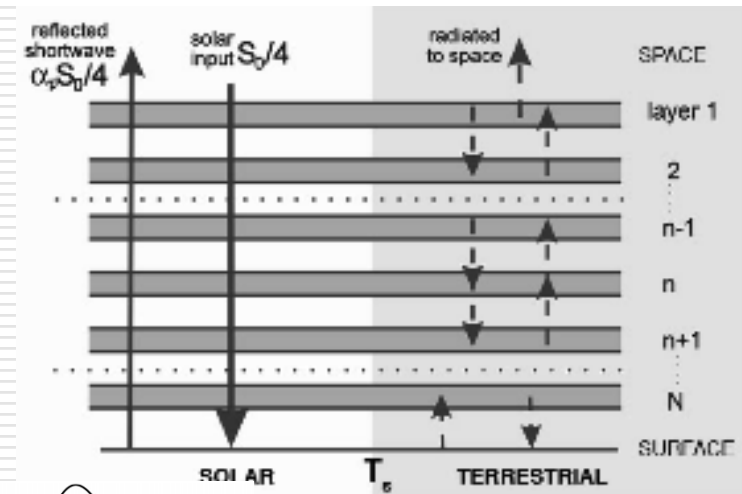 reflected
shortwave
αₚS₀/4
solar
input S₀/4
radiated
to space
SPACE
layer 1
2
n-1
n
n+1
N
SURFACE
SOLAR
Tₛ
TERRESTRIAL